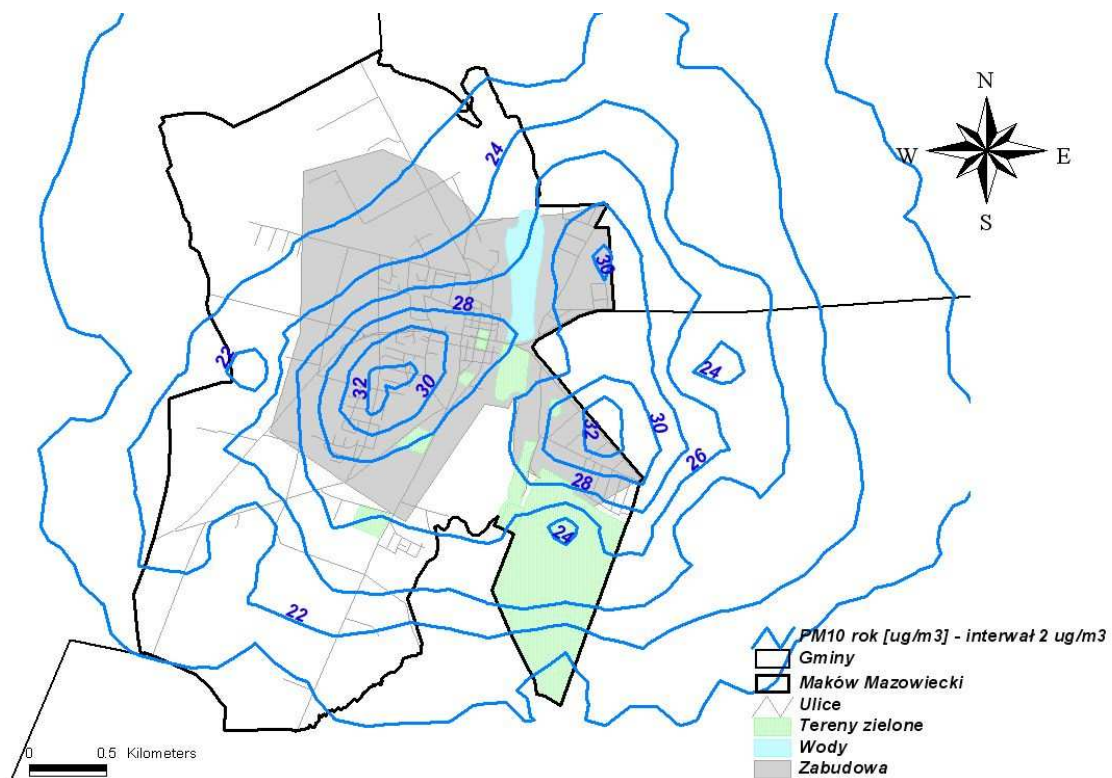 N
W E
S
24
30
28
22
24
32
30
32
30
26
28
24
22
PM10 rok [ug/m3] - interwał 2 ug/m3
Gminy
Maków Mazowiecki
Ulice
Tereny zielone
Wody
Zabudowa
0 0.5 Kilometers